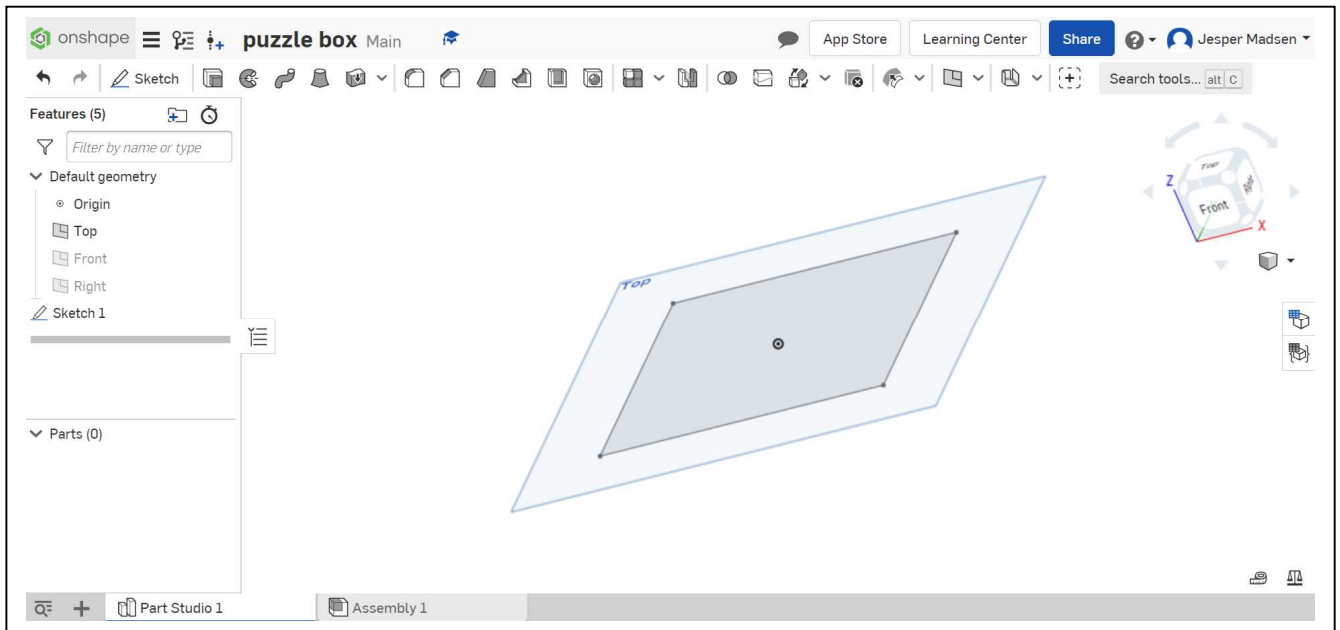 onshape puzzle box Main App Store Learning Center Share Jesper Madsen
Sketch Search tools... alt C
Features (5)
Filter by name or type
Default geometry
Origin
Top
Front
Right
Sketch 1
Parts (0)
Top
Top
Right
Front
Z
X
Part Studio 1 Assembly 1